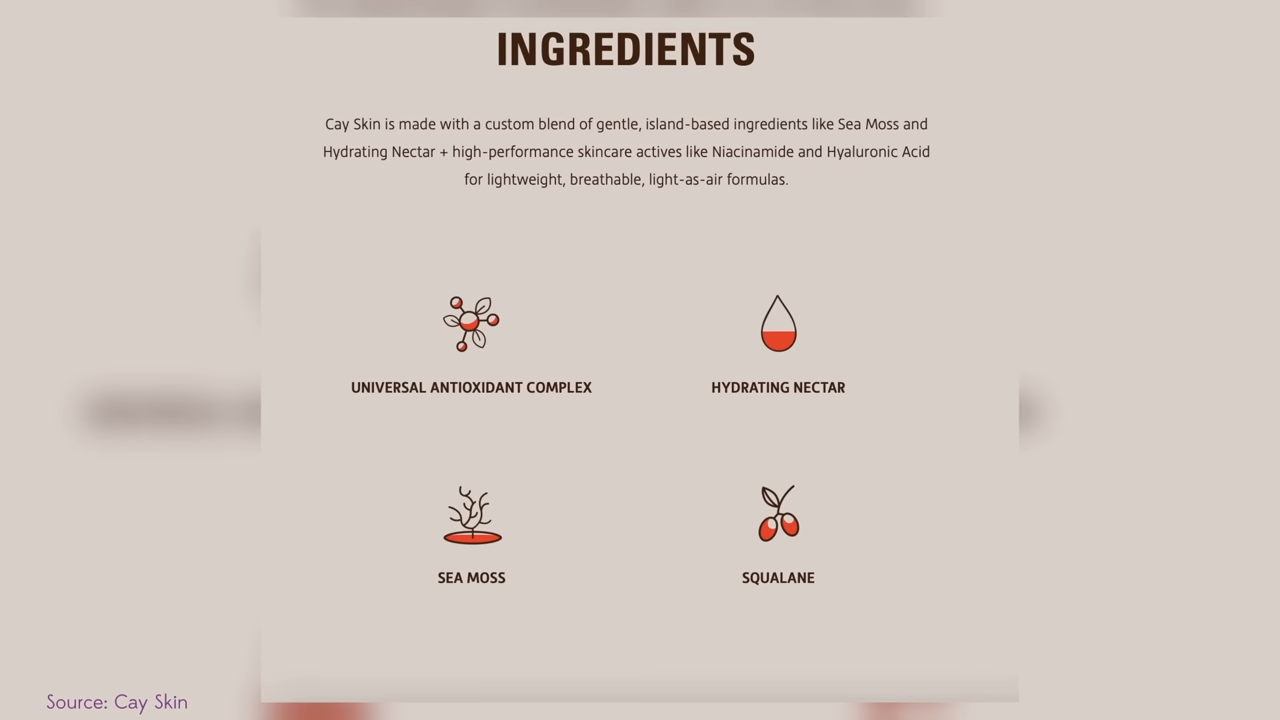 INGREDIENTS
Cay Skin is made with a custom blend of gentle, island-based ingredients like Sea Moss and
Hydrating Nectar + high-performance skincare actives like Niacinamide and Hyaluronic Acid
for lightweight, breathable, light-as-air formulas.
UNIVERSAL ANTIOXIDANT COMPLEX
HYDRATING NECTAR
SEA MOSS
SQUALANE
Source: Cay Skin